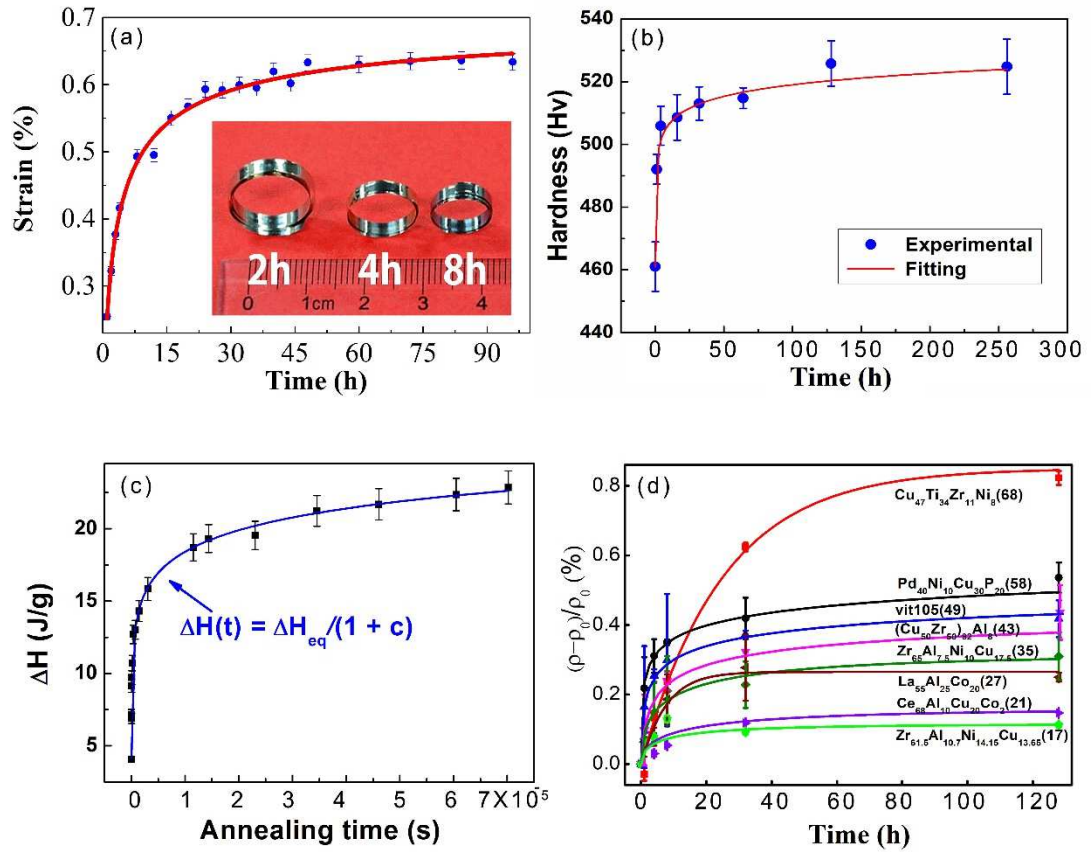 (a)
0.7
0.6
0.5
0.4
0.3
Strain (%)
2h 4h 8h
0 1cm 2 3 4
0 15 30 45 60 75 90
Time (h)
(b)
520
500
480
460
440
Hardness (Hv)
Experimental
Fitting
0 50 100 150 200 250 300
Time (h)
(c)
25
20
15
10
5
ΔH (J/g)
ΔH(t) = ΔH_eq/(1 + c)
0 1 2 3 4 5 6 7X10⁻⁵
Annealing time (s)
(d)
0.8
0.6
0.4
0.2
0.0
(ρ−ρ₀)/ρ₀ (%)
Cu₄₇Ti₃₄Zr₁₁Ni₈(68)
Pd₄₀Ni₁₀Cu₃₀P₂₀(58)
vit105(49)
(Cu₅₀Zr₅₀)₉₂Al₈(43)
Zr₆₅Al₇.₅Ni₁₀Cu₁₇.₅(35)
La₅₅Al₂₅Co₂₀(27)
Ce₆₈Al₁₀Cu₂₀Co₂(21)
Zr₆₁.₅Al₁₀.₇Ni₁₄.₁₅Cu₁₃.₆₅(17)
0 20 40 60 80 100 120
Time (h)